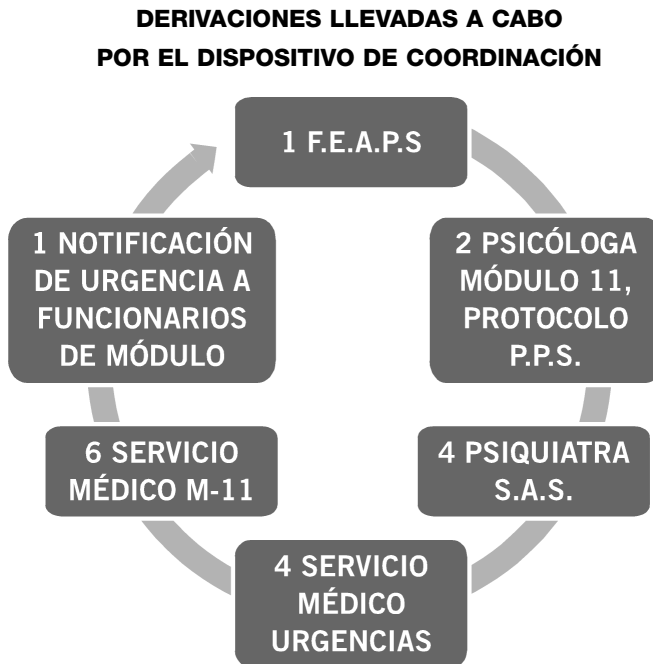 DERIVACIONES LLEVADAS A CABO
POR EL DISPOSITIVO DE COORDINACIÓN
1 F.E.A.P.S
2 PSICÓLOGA
MÓDULO 11,
PROTOCOLO
P.P.S.
4 PSIQUIATRA
S.A.S.
4 SERVICIO
MÉDICO
URGENCIAS
6 SERVICIO
MÉDICO M-11
1 NOTIFICACIÓN
DE URGENCIA A
FUNCIONARIOS
DE MÓDULO